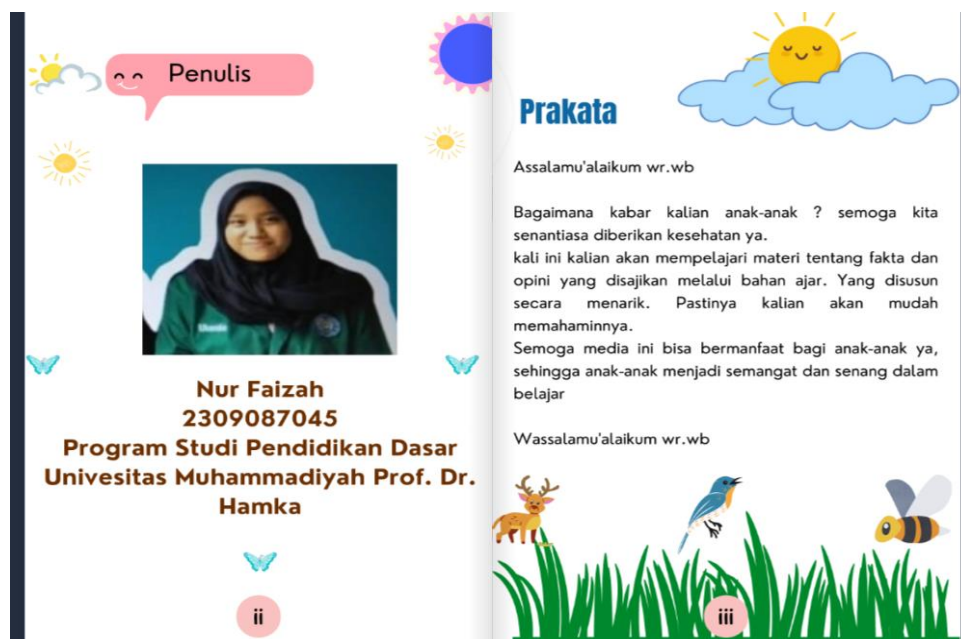 Penulis
Nur Faizah
2309087045
Program Studi Pendidikan Dasar
Univesitas Muhammadiyah Prof. Dr.
Hamka
ii
Prakata
Assalamu'alaikum wr.wb
Bagaimana kabar kalian anak-anak ? semoga kita
senantiasa diberikan kesehatan ya.
kali ini kalian akan mempelajari materi tentang fakta dan
opini yang disajikan melalui bahan ajar. Yang disusun
secara menarik. Pastinya kalian akan mudah
memahaminnya.
Semoga media ini bisa bermanfaat bagi anak-anak ya,
sehingga anak-anak menjadi semangat dan senang dalam
belajar
Wassalamu'alaikum wr.wb
iii